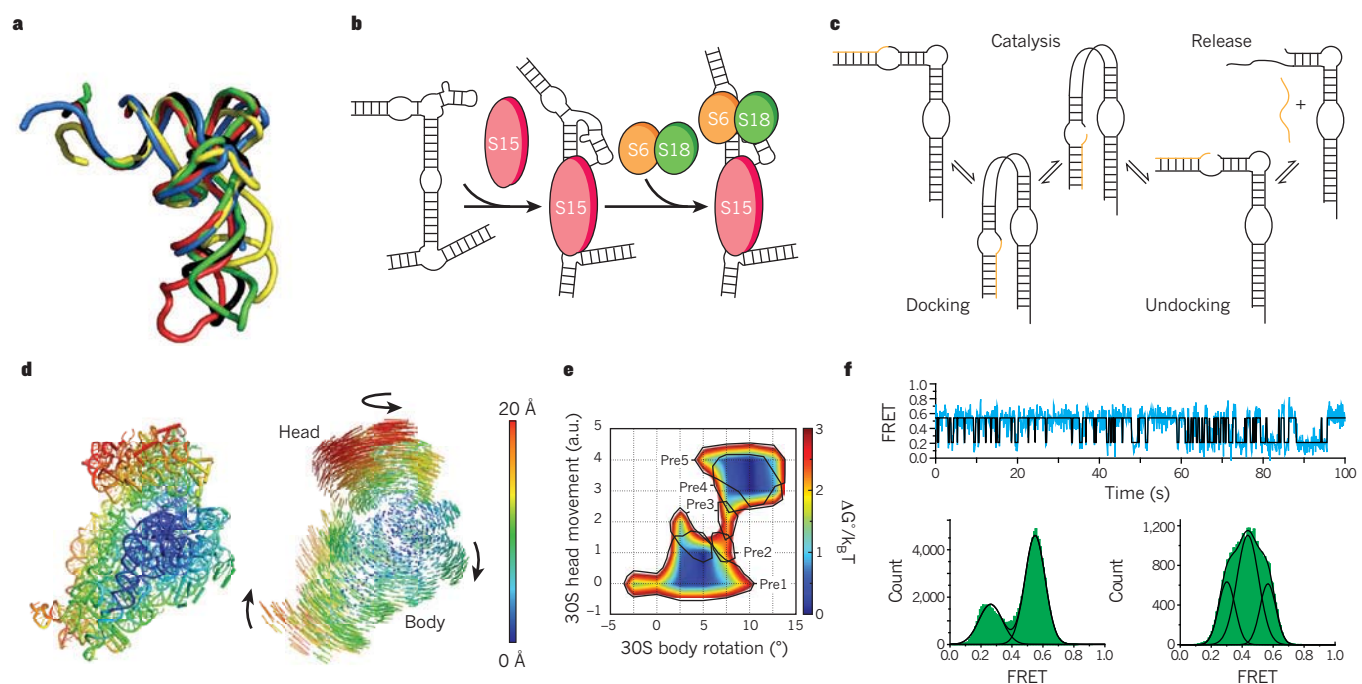 a
b
S15
S6
S18
S15
S6
S18
S15
c
Catalysis
Release
+
Docking
Undocking
d
Head
Body
20 Å
0 Å
e
30S head movement (a.u.)
5
4
3
2
1
0
–1
Pre5
Pre4
Pre3
Pre2
Pre1
–5 0 5 10 15
30S body rotation (°)
3
2
1
0
ΔG°/kBT
f
FRET
1.0
0.8
0.6
0.4
0.2
0.0
0 20 40 60 80 100
Time (s)
Count
4,000
2,000
0
0.0 0.2 0.4 0.6 0.8 1.0
FRET
Count
1,200
800
400
0
0.0 0.2 0.4 0.6 0.8 1.0
FRET